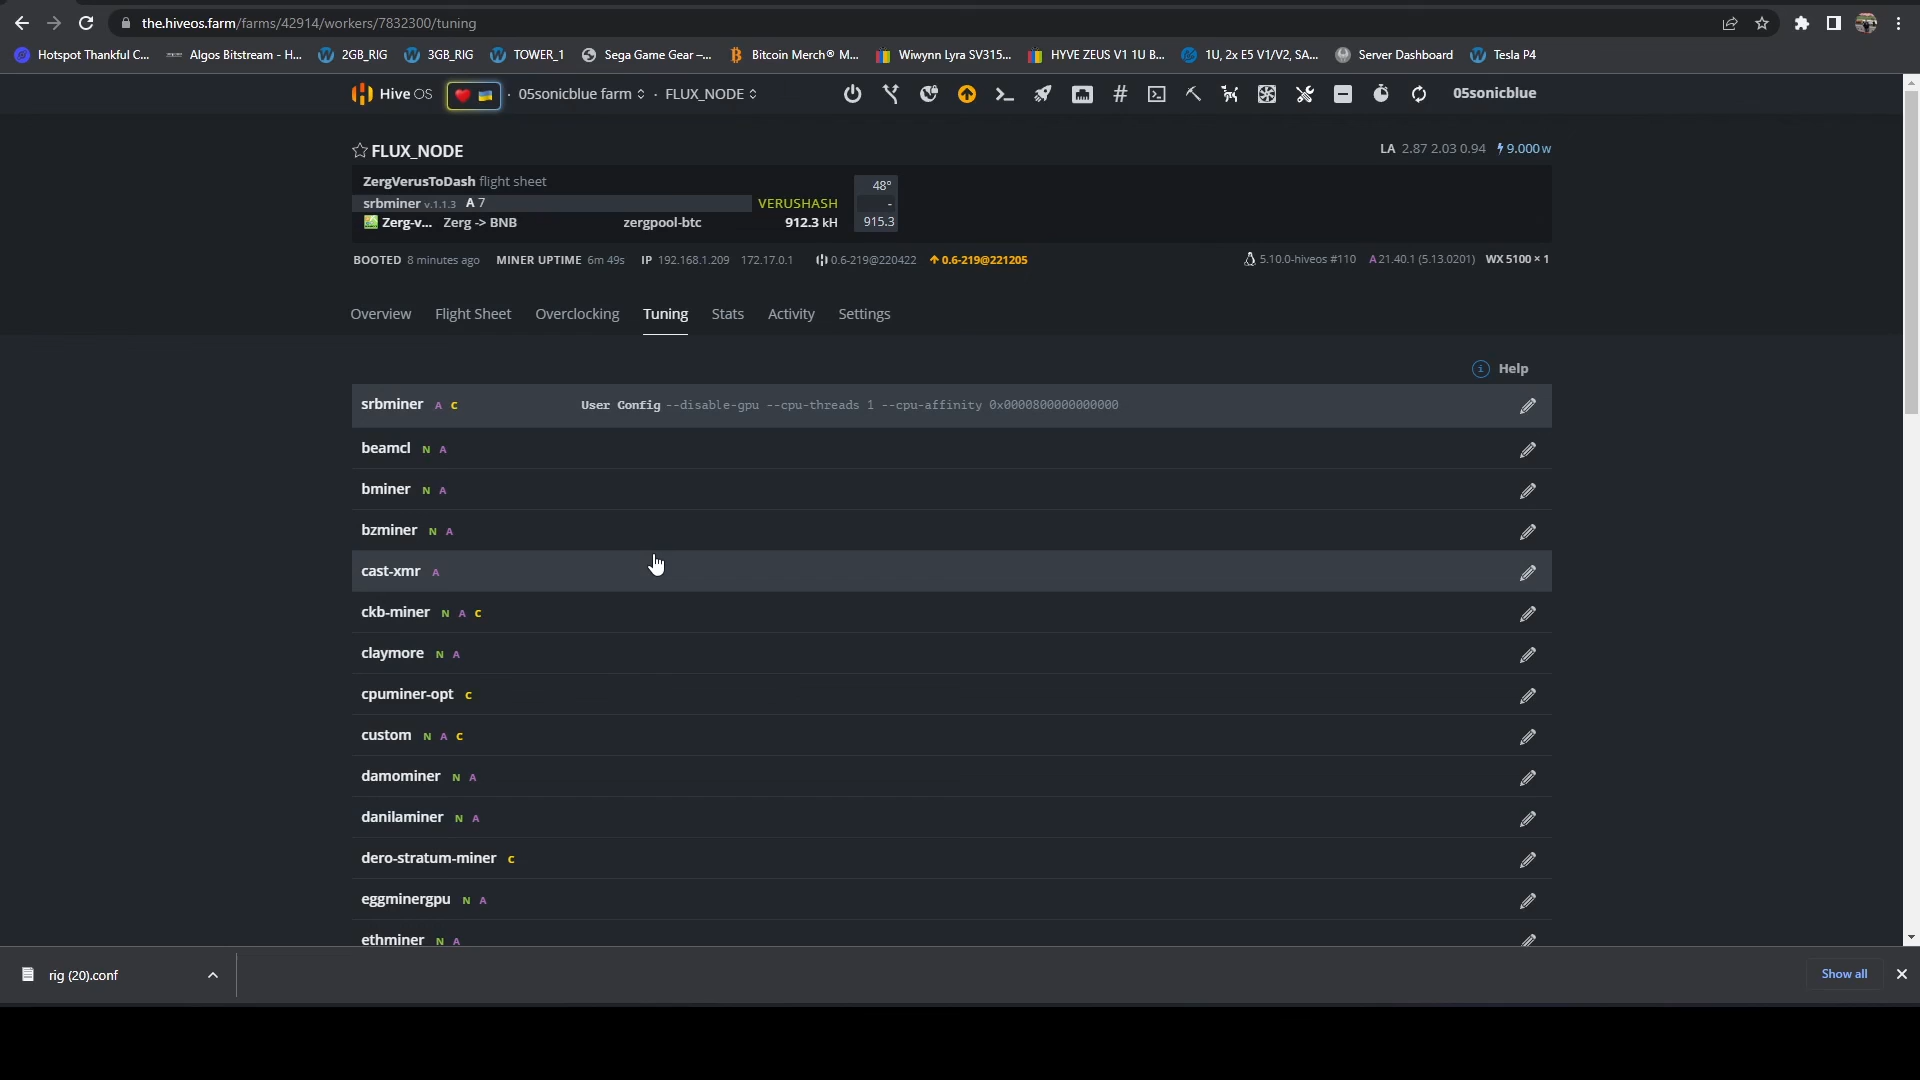 the.hiveos.farm/farms/42914/workers/7832300/tuning
Hotspot Thankful C... Algos Bitstream - H... 2GB_RIG 3GB_RIG TOWER_1 Sega Game Gear –... Bitcoin Merch® M... Wiwynn Lyra SV315... HYVE ZEUS V1 1U B... 1U, 2x E5 V1/V2, SA... Server Dashboard Tesla P4
Hive OS · 05sonicblue farm · FLUX_NODE 05sonicblue
FLUX_NODE LA 2.87 2.03 0.94 9.000 W
ZergVerusToDash flight sheet 48°
srbminer v.1.1.3 A 7 VERUSHASH -
Zerg-v... Zerg -> BNB zergpool-btc 912.3 kH 915.3
BOOTED 8 minutes ago MINER UPTIME 6m 49s IP 192.168.1.209 172.17.0.1 0.6-219@220422 0.6-219@221205 5.10.0-hiveos #110 A 21.40.1 (5.13.0201) WX 5100 × 1
Overview Flight Sheet Overclocking Tuning Stats Activity Settings
i Help
srbminer A C User Config --disable-gpu --cpu-threads 1 --cpu-affinity 0x0000800000000000
beamcl N A
bminer N A
bzminer N A
cast-xmr A
ckb-miner N A C
claymore N A
cpuminer-opt C
custom N A C
damominer N A
danilaminer N A
dero-stratum-miner C
eggminergpu N A
ethminer N A
rig (20).conf Show all